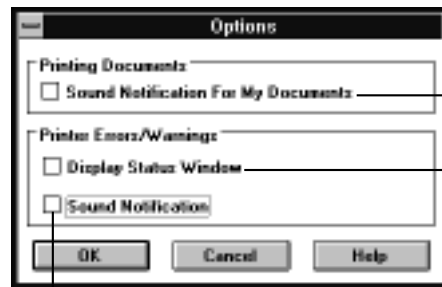 Options
Printing Documents
Sound Notification For My Documents
Printer Errors/Warnings
Display Status Window
Sound Notification
OK Cancel Help